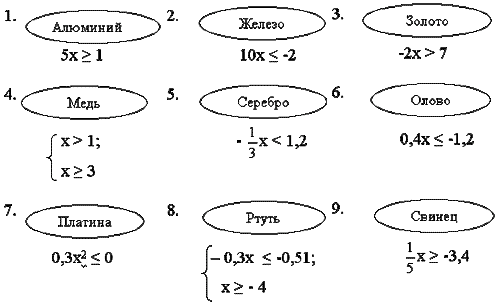 1. Алюминий 2. Железо 3. Золото
5x ≥ 1 10x ≤ -2 -2x > 7
4. Медь 5. Серебро 6. Олово
x > 1; - 1/3 x < 1,2 0,4x ≤ -1,2
x ≥ 3
7. Платина 8. Ртуть 9. Свинец
0,3x² ≤ 0 – 0,3x ≤ -0,51; 1/5 x ≥ -3,4
x ≥ - 4